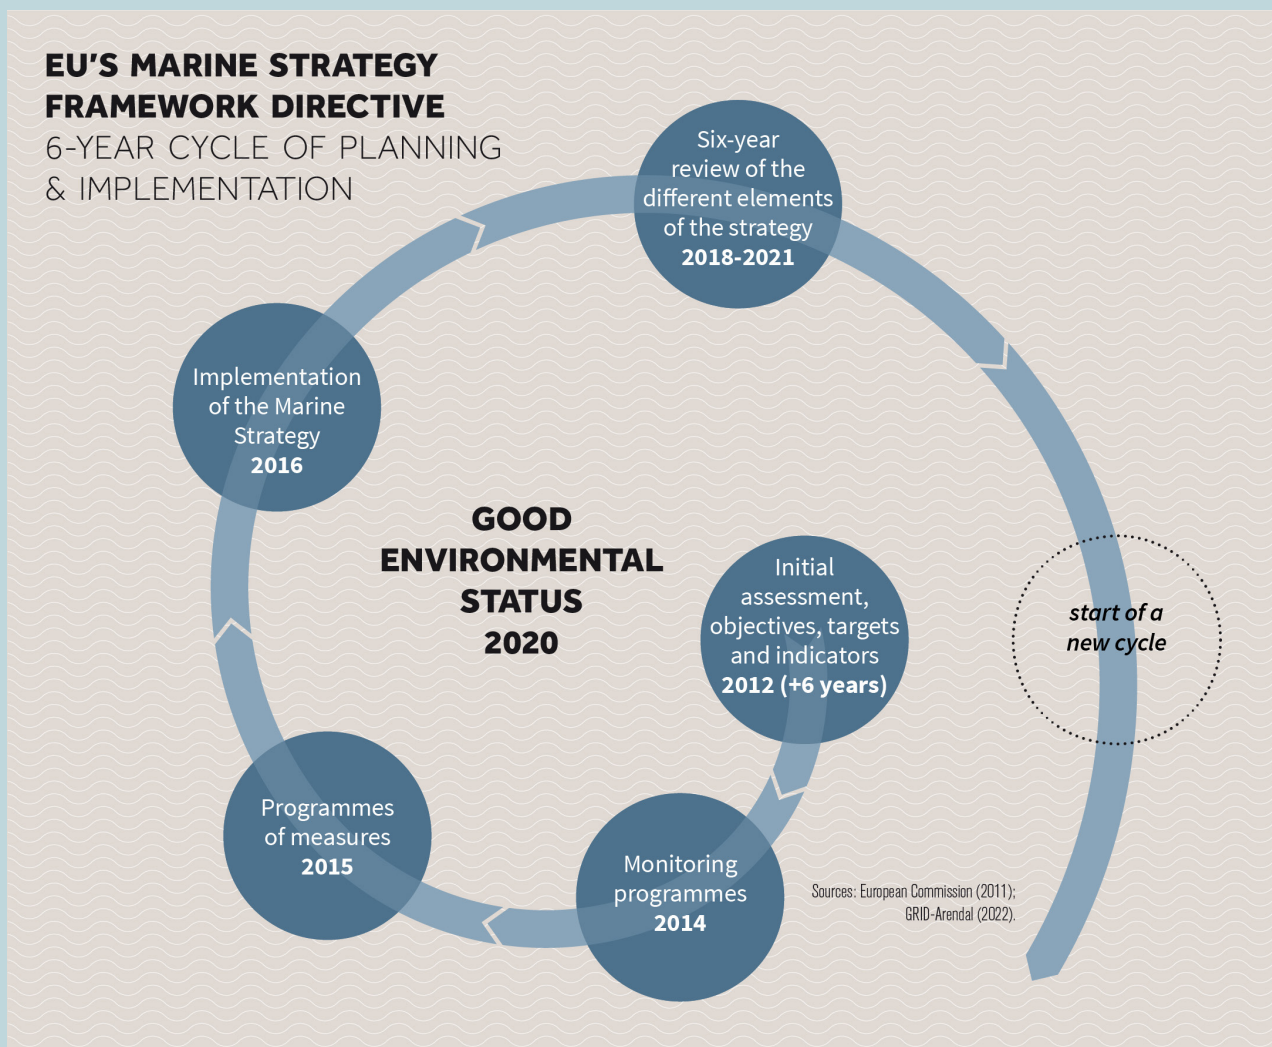 EU'S MARINE STRATEGY
FRAMEWORK DIRECTIVE
6-YEAR CYCLE OF PLANNING
& IMPLEMENTATION
Six-year
review of the
different elements
of the strategy
2018-2021
Implementation
of the Marine
Strategy
2016
GOOD
ENVIRONMENTAL
STATUS
2020
Initial
assessment,
objectives, targets
and indicators
2012 (+6 years)
start of a
new cycle
Programmes
of measures
2015
Monitoring
programmes
2014
Sources: European Commission (2011);
GRID-Arendal (2022).